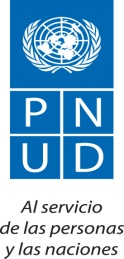 P N
U D
Al servicio
de las personas
y las naciones